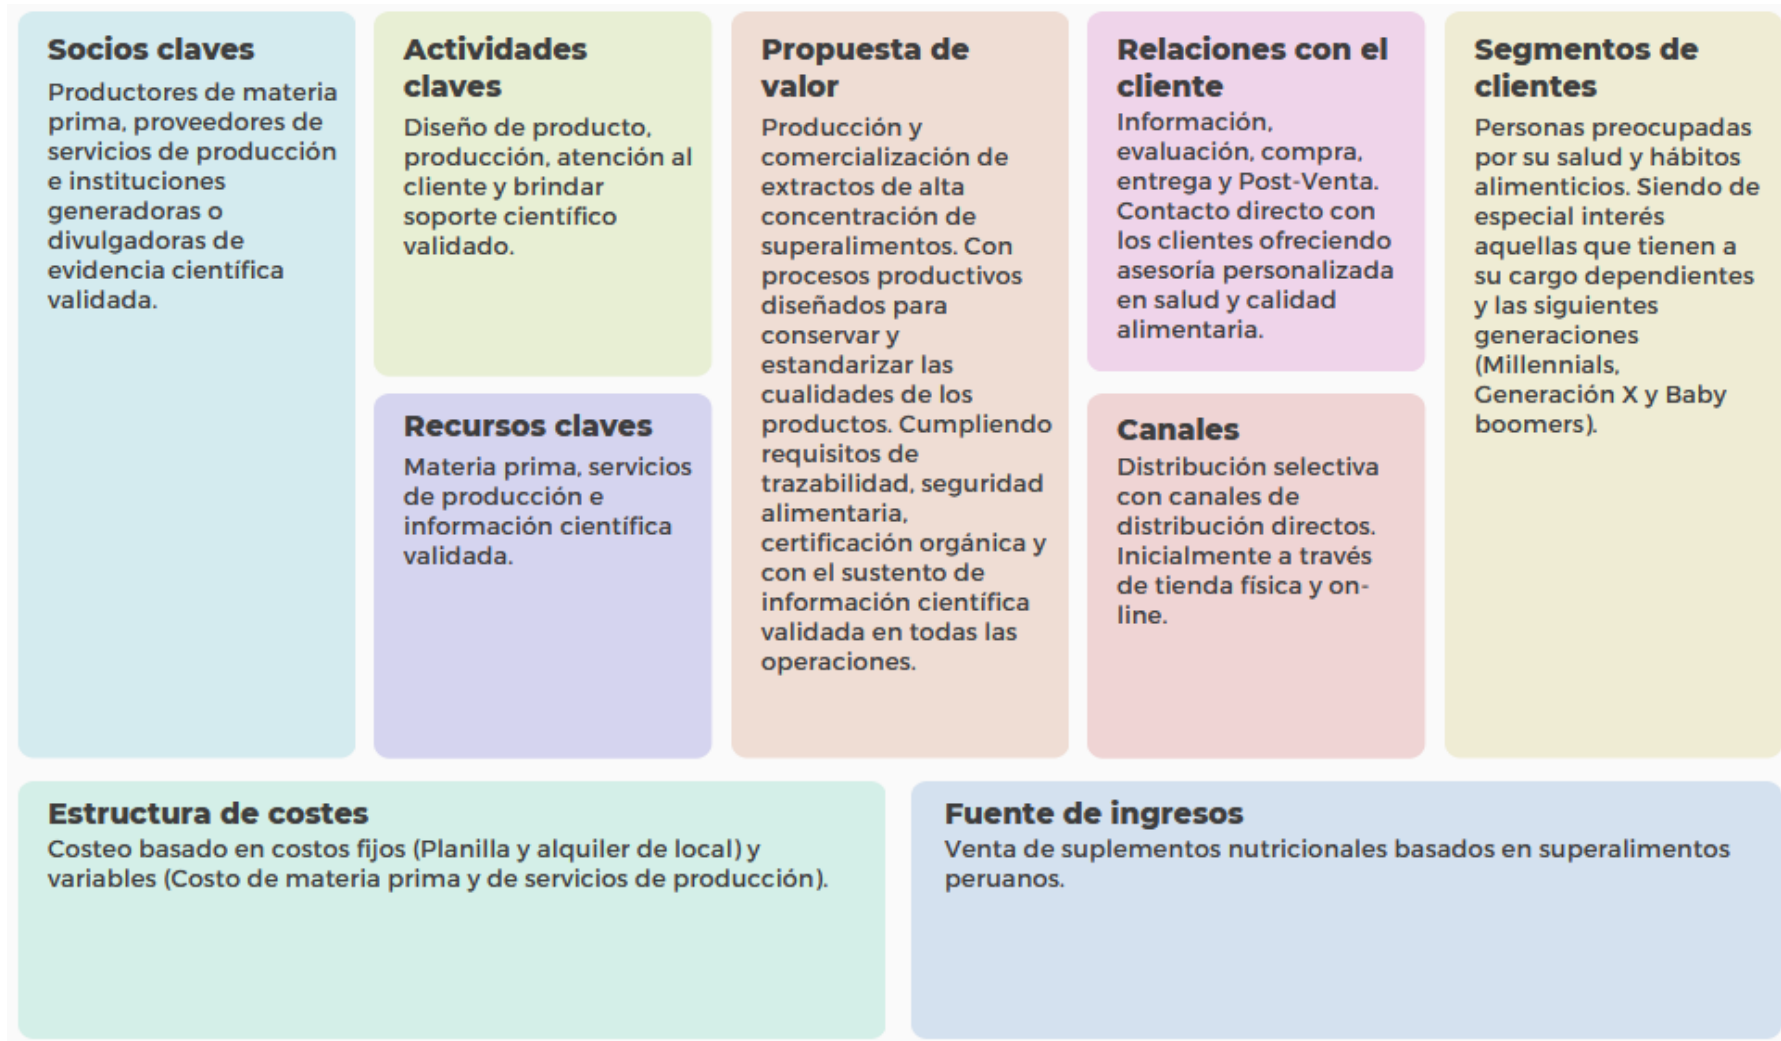 Socios claves
Productores de materia
prima, proveedores de
servicios de producción
e instituciones
generadoras o
divulgadoras de
evidencia científica
validada.
Actividades
claves
Diseño de producto,
producción, atención al
cliente y brindar
soporte científico
validado.
Recursos claves
Materia prima, servicios
de producción e
información científica
validada.
Propuesta de
valor
Producción y
comercialización de
extractos de alta
concentración de
superalimentos. Con
procesos productivos
diseñados para
conservar y
estandarizar las
cualidades de los
productos. Cumpliendo
requisitos de
trazabilidad, seguridad
alimentaria,
certificación orgánica y
con el sustento de
información científica
validada en todas las
operaciones.
Relaciones con el
cliente
Información,
evaluación, compra,
entrega y Post-Venta.
Contacto directo con
los clientes ofreciendo
asesoría personalizada
en salud y calidad
alimentaria.
Canales
Distribución selectiva
con canales de
distribución directos.
Inicialmente a través
de tienda física y on-
line.
Segmentos de
clientes
Personas preocupadas
por su salud y hábitos
alimenticios. Siendo de
especial interés
aquellas que tienen a
su cargo dependientes
y las siguientes
generaciones
(Millennials,
Generación X y Baby
boomers).
Estructura de costes
Costeo basado en costos fijos (Planilla y alquiler de local) y
variables (Costo de materia prima y de servicios de producción).
Fuente de ingresos
Venta de suplementos nutricionales basados en superalimentos
peruanos.